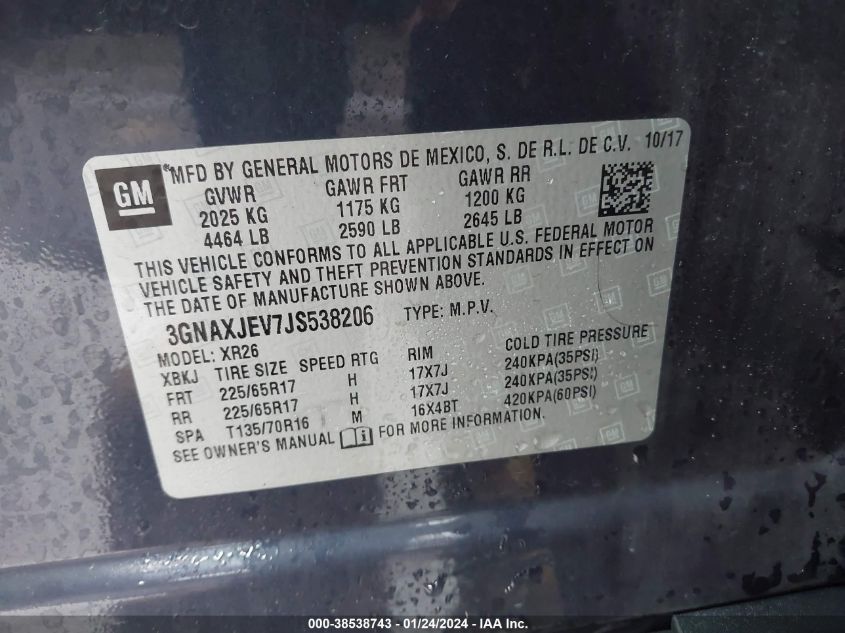 GM
®MFD BY GENERAL MOTORS DE MEXICO, S. DE R.L. DE C.V. 10/17
GVWR GAWR FRT GAWR RR
2025 KG 1175 KG 1200 KG
4464 LB 2590 LB 2645 LB
THIS VEHICLE CONFORMS TO ALL APPLICABLE U.S. FEDERAL MOTOR
VEHICLE SAFETY AND THEFT PREVENTION STANDARDS IN EFFECT ON
THE DATE OF MANUFACTURE SHOWN ABOVE.
3GNAXJEV7JS538206 TYPE: M.P.V.
MODEL: XR26
XBKJ TIRE SIZE SPEED RTG RIM COLD TIRE PRESSURE
FRT 225/65R17 H 17X7J 240KPA(35PSI)
RR 225/65R17 H 17X7J 240KPA(35PSI)
SPA T135/70R16 M 16X4BT 420KPA(60PSI)
SEE OWNER'S MANUAL FOR MORE INFORMATION.
000-38538743 - 01/24/2024 - IAA Inc.